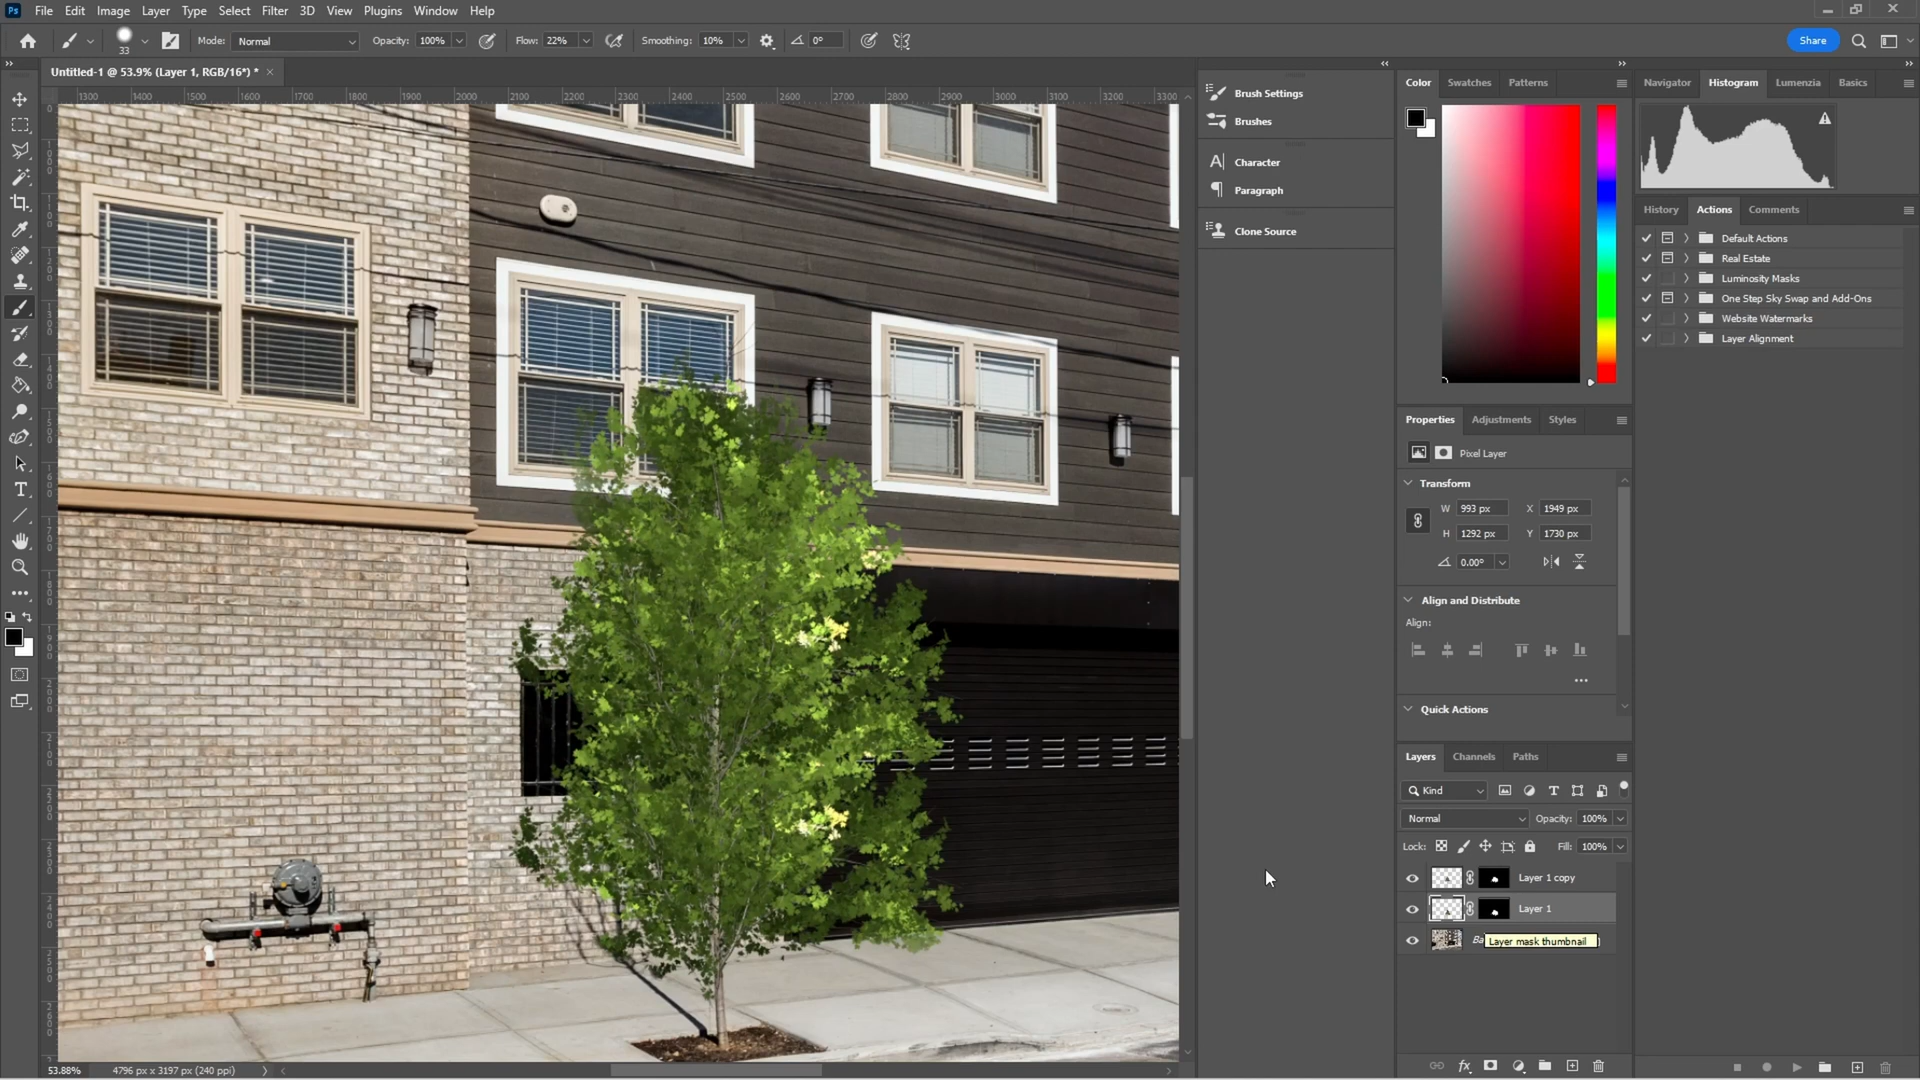 Ps File Edit Image Layer Type Select Filter 3D View Plugins Window Help
33 Mode: Normal Opacity: 100% Flow: 22% Smoothing: 10% 0° Share
Untitled-1 @ 53.9% (Layer 1, RGB/16*) * ×
1300 1400 1500 1600 1700 1800 1900 2000 2100 2200 2300 2400 2500 2600 2700 2800 2900 3000 3100 3200 3300
Brush Settings
Brushes
Character
Paragraph
Clone Source
Color Swatches Patterns
Navigator Histogram Lumenzia Basics
History Actions Comments
Default Actions
Real Estate
Luminosity Masks
One Step Sky Swap and Add-Ons
Website Watermarks
Layer Alignment
Properties Adjustments Styles
Pixel Layer
Transform
W 993 px X 1949 px
H 1292 px Y 1730 px
0.00°
Align and Distribute
Align:
Quick Actions
Layers Channels Paths
Kind
Normal Opacity: 100%
Lock: Fill: 100%
Layer 1 copy
Layer 1
Ba
Layer mask thumbnail
53.88% 4796 px x 3197 px (240 ppi)